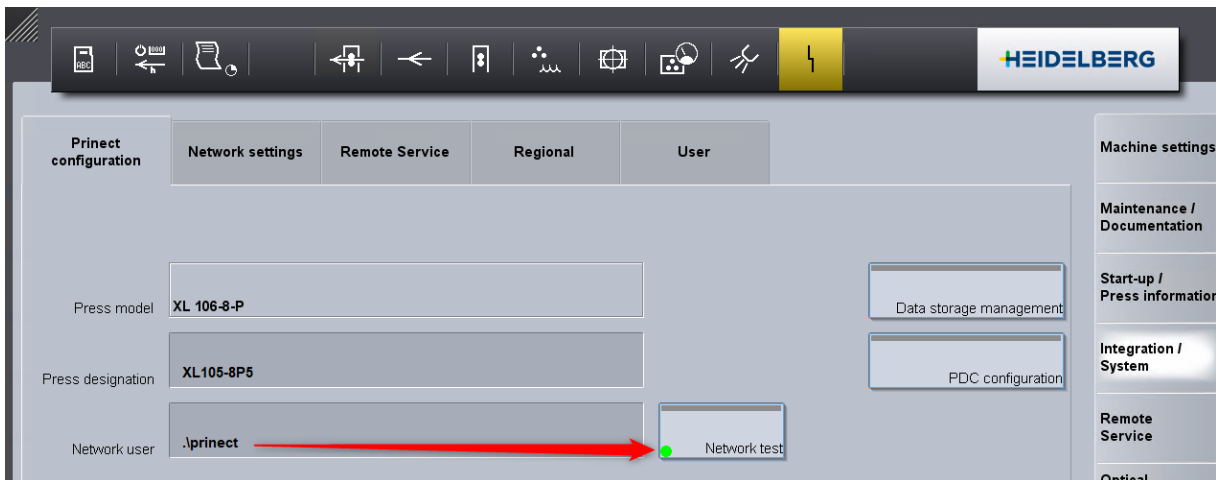 ABC
HEIDELBERG
Prinect
configuration
Network settings
Remote Service
Regional
User
Machine settings
Maintenance /
Documentation
Press model
XL 106-8-P
Data storage management
Start-up /
Press information
Press designation
XL105-8P5
PDC configuration
Integration /
System
Network user
.\prinect
Network test
Remote
Service
Optical